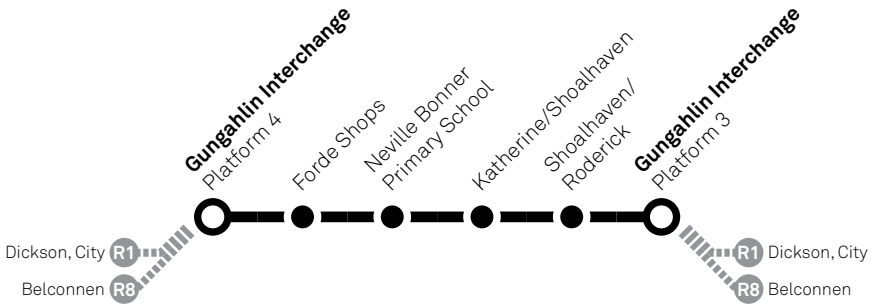 Gungahlin Interchange
Platform 4
Forde Shops
Neville Bonner
Primary School
Katherine/Shoalhaven
Shoalhaven/
Roderick
Gungahlin Interchange
Platform 3
Dickson, City R1
Belconnen R8
R1 Dickson, City
R8 Belconnen